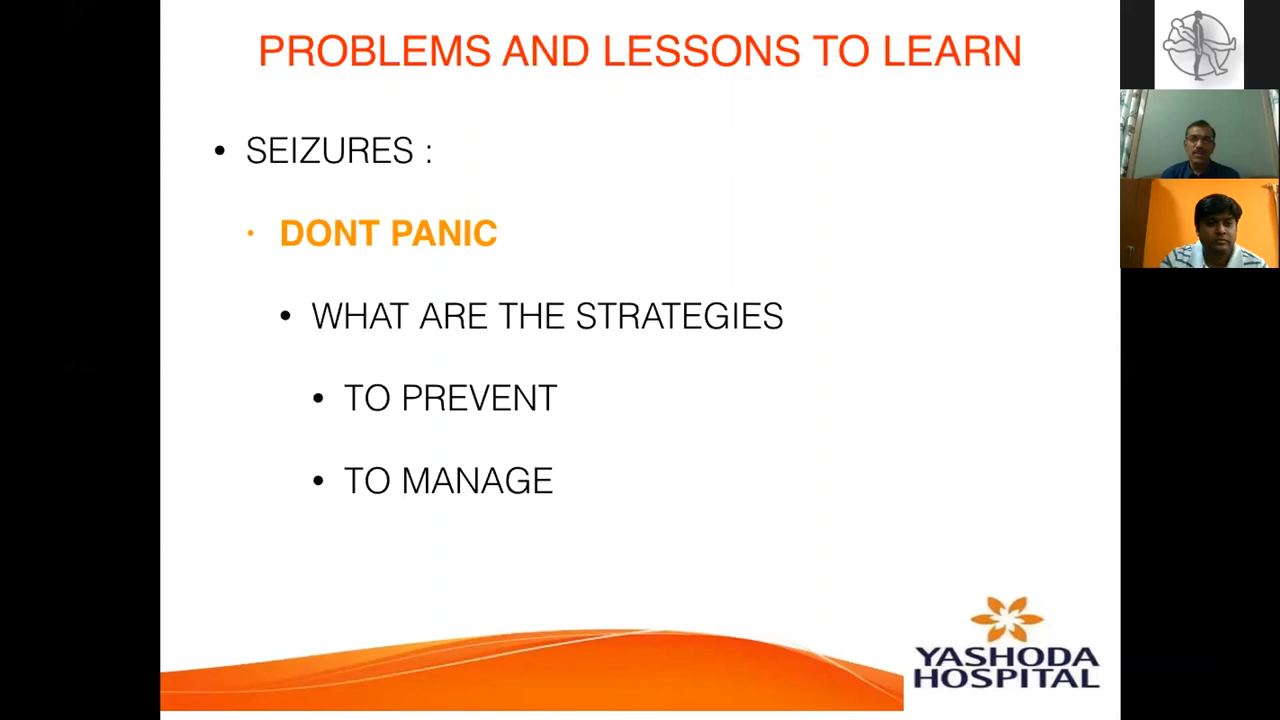 PROBLEMS AND LESSONS TO LEARN
• SEIZURES :
• DONT PANIC
• WHAT ARE THE STRATEGIES
• TO PREVENT
• TO MANAGE
YASHODA
HOSPITAL